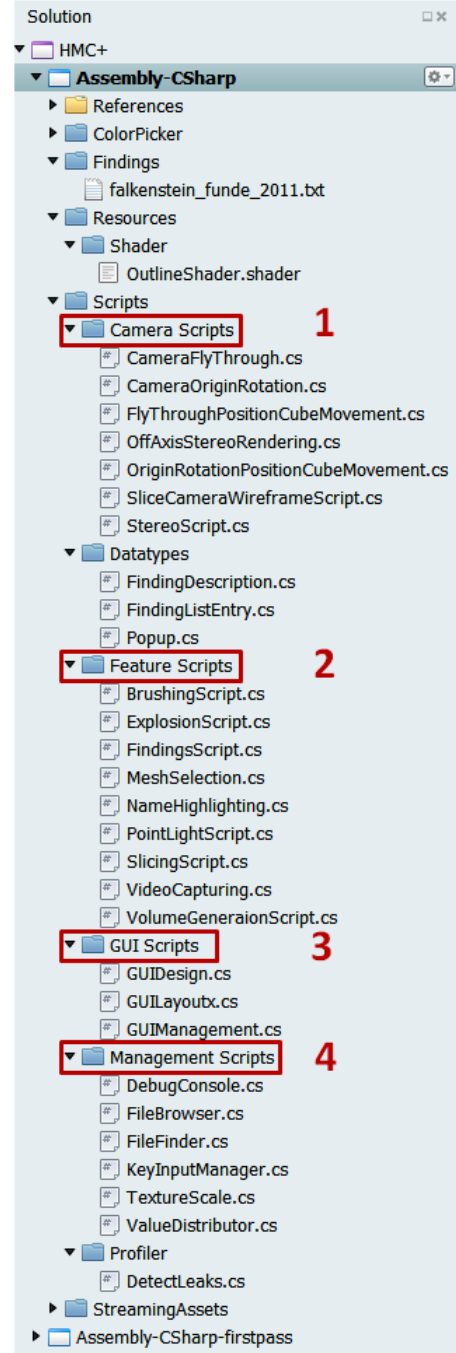 Solution
HMC+
Assembly-CSharp
References
ColorPicker
Findings
falkenstein_funde_2011.txt
Resources
Shader
OutlineShader.shader
Scripts
Camera Scripts 1
CameraFlyThrough.cs
CameraOriginRotation.cs
FlyThroughPositionCubeMovement.cs
OffAxisStereoRendering.cs
OriginRotationPositionCubeMovement.cs
SliceCameraWireframeScript.cs
StereoScript.cs
Datatypes
FindingDescription.cs
FindingListEntry.cs
Popup.cs
Feature Scripts 2
BrushingScript.cs
ExplosionScript.cs
FindingsScript.cs
MeshSelection.cs
NameHighlighting.cs
PointLightScript.cs
SlicingScript.cs
VideoCapturing.cs
VolumeGeneraionScript.cs
GUI Scripts 3
GUIDesign.cs
GUILayoutx.cs
GUIManagement.cs
Management Scripts 4
DebugConsole.cs
FileBrowser.cs
FileFinder.cs
KeyInputManager.cs
TextureScale.cs
ValueDistributor.cs
Profiler
DetectLeaks.cs
StreamingAssets
Assembly-CSharp-firstpass